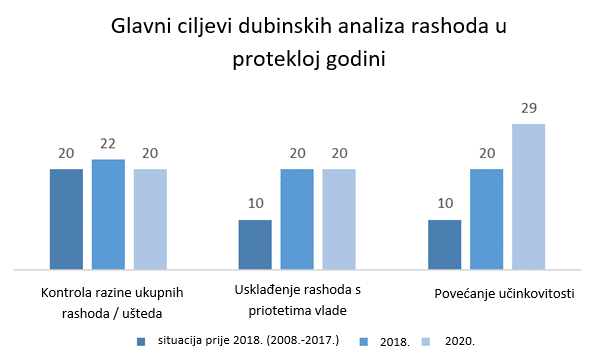 Glavni ciljevi dubinskih analiza rashoda u
protekloj godini
20
22
20
10
20
20
10
20
29
Kontrola razine ukupnih
rashoda / ušteda
Usklađenje rashoda s
priotetima vlade
Povećanje učinkovitosti
situacija prije 2018. (2008.-2017.)
2018.
2020.